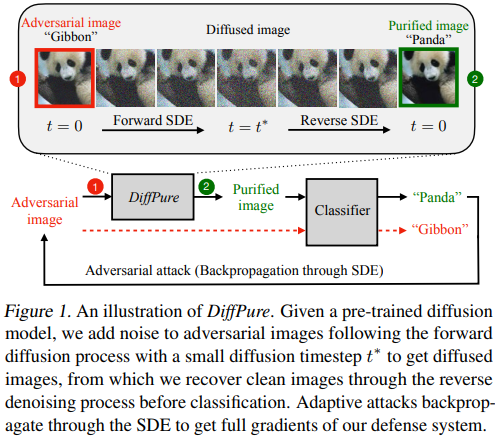 Adversarial image Diffused image Purified image
“Gibbon” “Panda”
1 2
t = 0 Forward SDE t = t* Reverse SDE t = 0
1 2
Adversarial image DiffPure Purified image Classifier “Panda”
“Gibbon”
Adversarial attack (Backpropagation through SDE)
Figure 1. An illustration of DiffPure. Given a pre-trained diffusion
model, we add noise to adversarial images following the forward
diffusion process with a small diffusion timestep t* to get diffused
images, from which we recover clean images through the reverse
denoising process before classification. Adaptive attacks backprop-
agate through the SDE to get full gradients of our defense system.